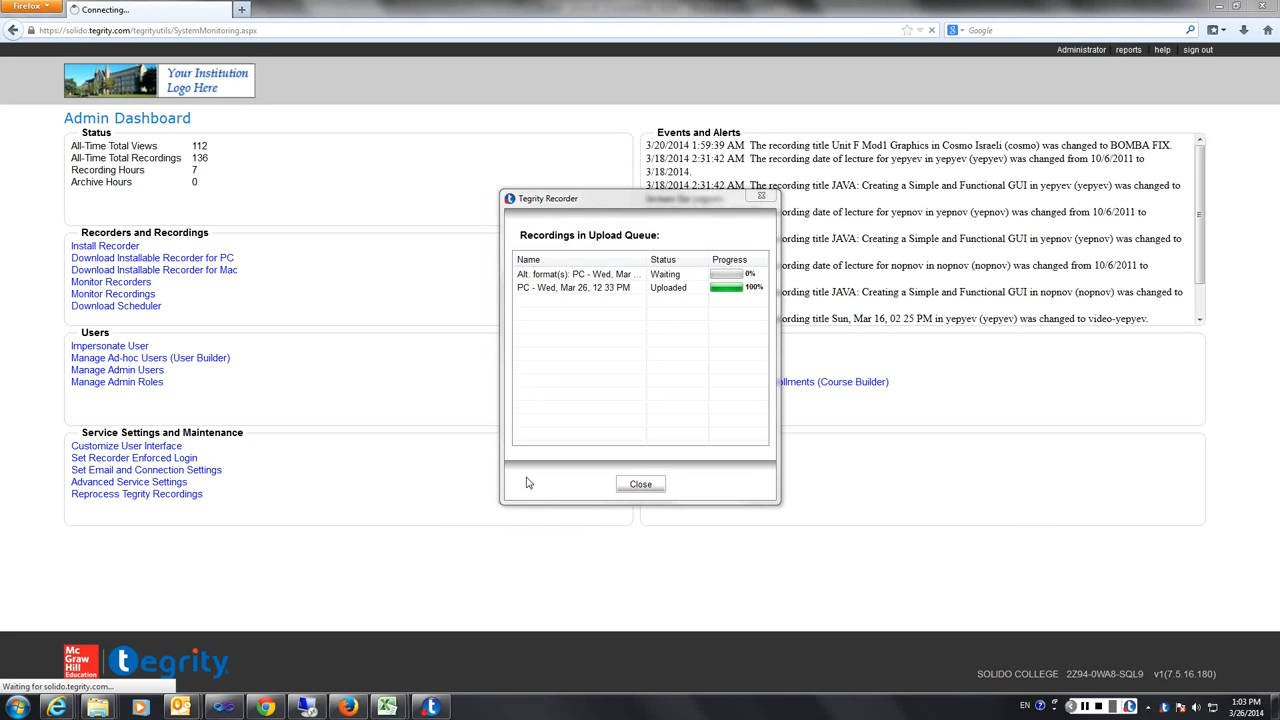 Firefox
Connecting...
https://solido.tegrity.com/tegrityutils/SystemMonitoring.aspx
Google
Administrator reports help sign out
Your Institution
Logo Here
Admin Dashboard
Status
All-Time Total Views 112
All-Time Total Recordings 136
Recording Hours 7
Archive Hours 0
Events and Alerts
3/20/2014 1:59:39 AM The recording title Unit F Mod1 Graphics in Cosmo Israeli (cosmo) was changed to BOMBA FIX.
3/18/2014 2:31:42 AM The recording date of lecture for yepyev in yepyev (yepyev) was changed from 10/6/2011 to
3/18/2014.
3/18/2014 2:31:42 AM The recording title JAVA: Creating a Simple and Functional GUI in yepyev (yepyev) was changed to
lecture for yepyev
recording date of lecture for yepnov in yepnov (yepnov) was changed from 10/6/2011 to
recording title JAVA: Creating a Simple and Functional GUI in yepnov (yepnov) was changed to
recording date of lecture for nopnov in nopnov (nopnov) was changed from 10/6/2011 to
recording title JAVA: Creating a Simple and Functional GUI in nopnov (nopnov) was changed to
recording title Sun, Mar 16, 02 25 PM in yepyev (yepyev) was changed to video-yepyev.
Tegrity Recorder
Recordings in Upload Queue:
Name Status Progress
Alt. format(s): PC - Wed, Mar ... Waiting 0%
PC - Wed, Mar 26, 12 33 PM Uploaded 100%
Close
Recorders and Recordings
Install Recorder
Download Installable Recorder for PC
Download Installable Recorder for Mac
Monitor Recorders
Monitor Recordings
Download Scheduler
Users
Impersonate User
Manage Ad-hoc Users (User Builder)
Manage Admin Users
Manage Admin Roles
llments (Course Builder)
Service Settings and Maintenance
Customize User Interface
Set Recorder Enforced Login
Set Email and Connection Settings
Advanced Service Settings
Reprocess Tegrity Recordings
Mc
Graw
Hill
Education
tegrity
SOLIDO COLLEGE 2Z94-0WA8-SQL9 v1(7.5.16.180)
Waiting for solido.tegrity.com...
EN
1:03 PM
3/26/2014